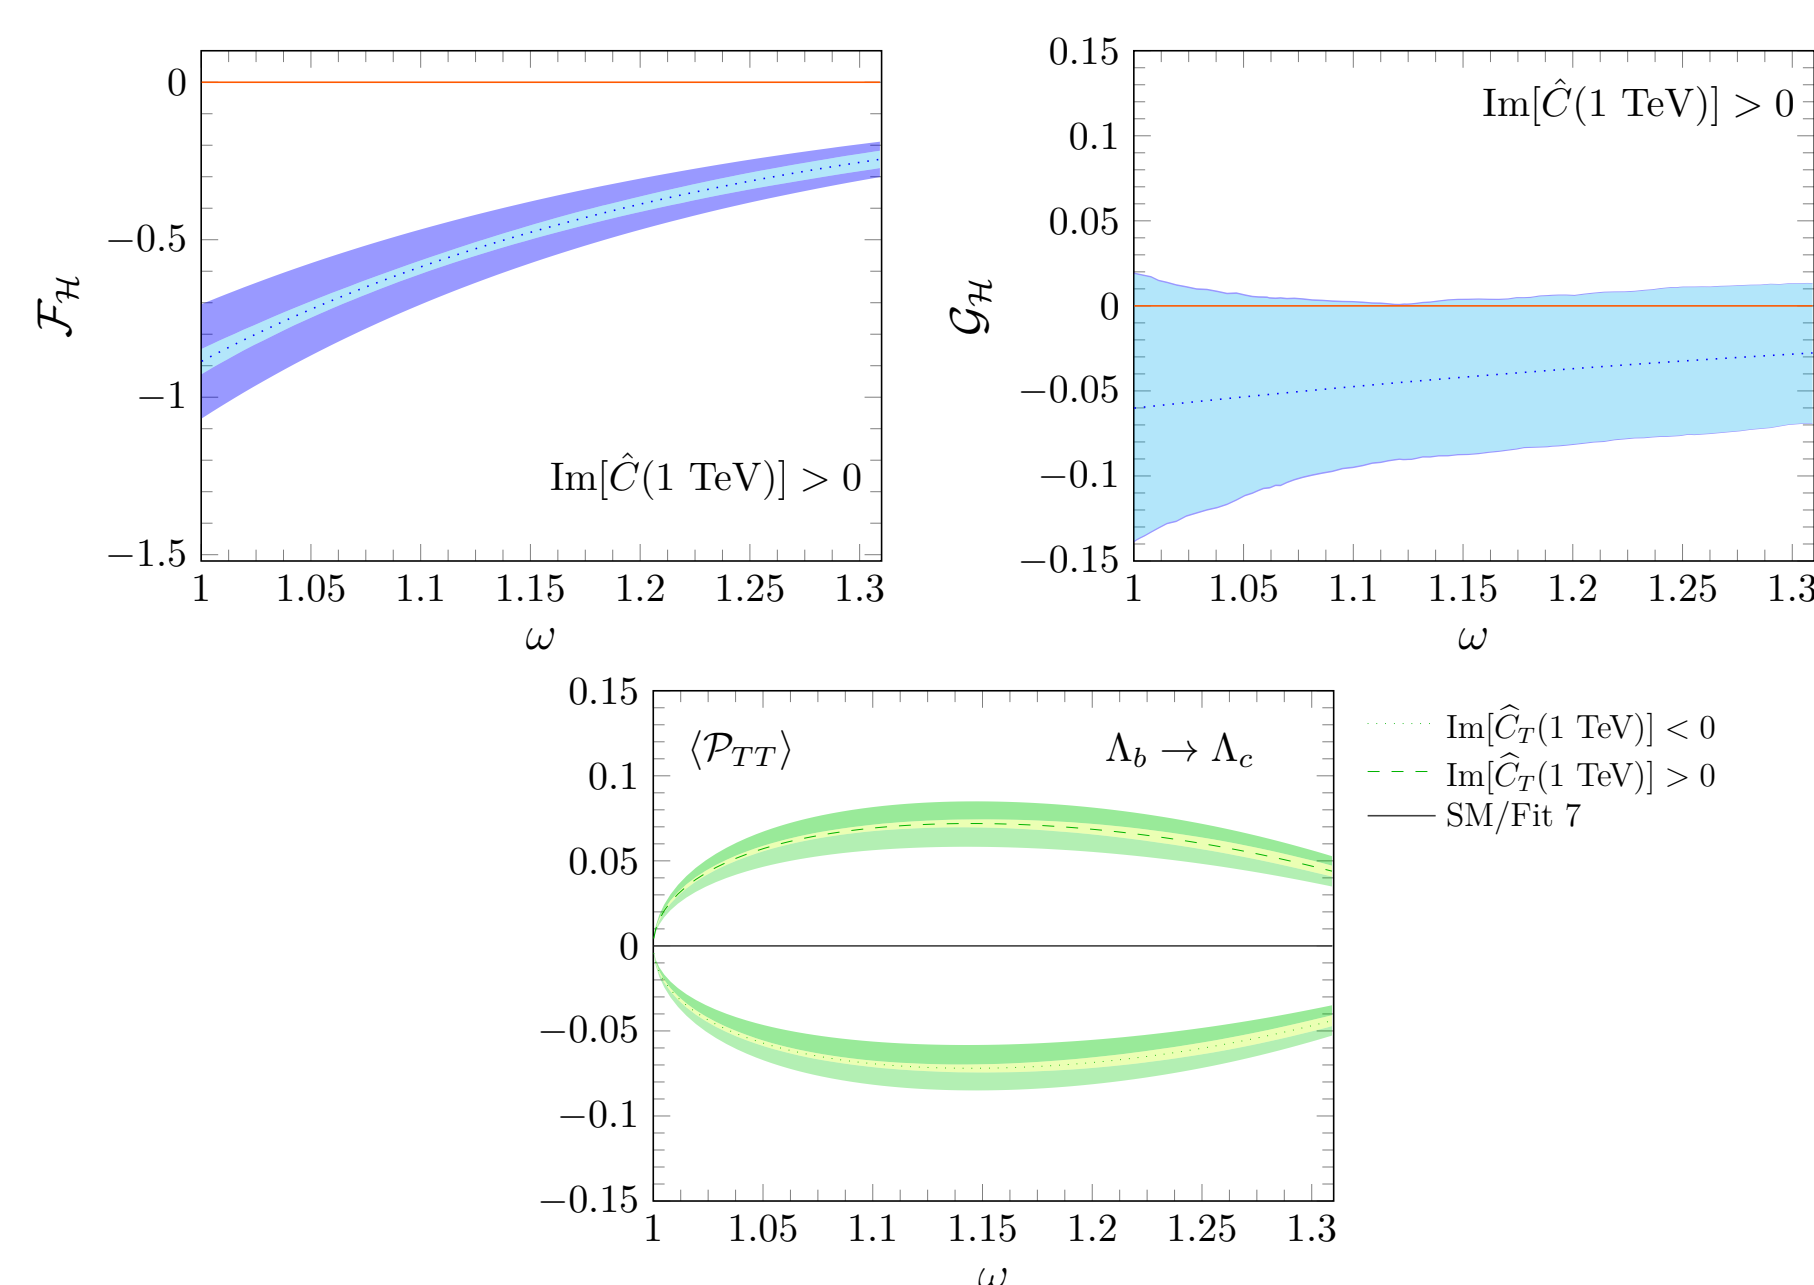 0
−0.5
−1
−1.5
1 1.05 1.1 1.15 1.2 1.25 1.3
ω
ℱ_ℋ
Im[Ĉ(1 TeV)] > 0
0.15
0.1
0.05
0
−0.05
−0.1
−0.15
1 1.05 1.1 1.15 1.2 1.25 1.3
ω
𝒢_ℋ
Im[Ĉ(1 TeV)] > 0
0.15
0.1
0.05
0
−0.05
−0.1
−0.15
1 1.05 1.1 1.15 1.2 1.25 1.3
ω
⟨𝒫_TT⟩
Λ_b → Λ_c
Im[Ĉ_T(1 TeV)] < 0
Im[Ĉ_T(1 TeV)] > 0
SM/Fit 7